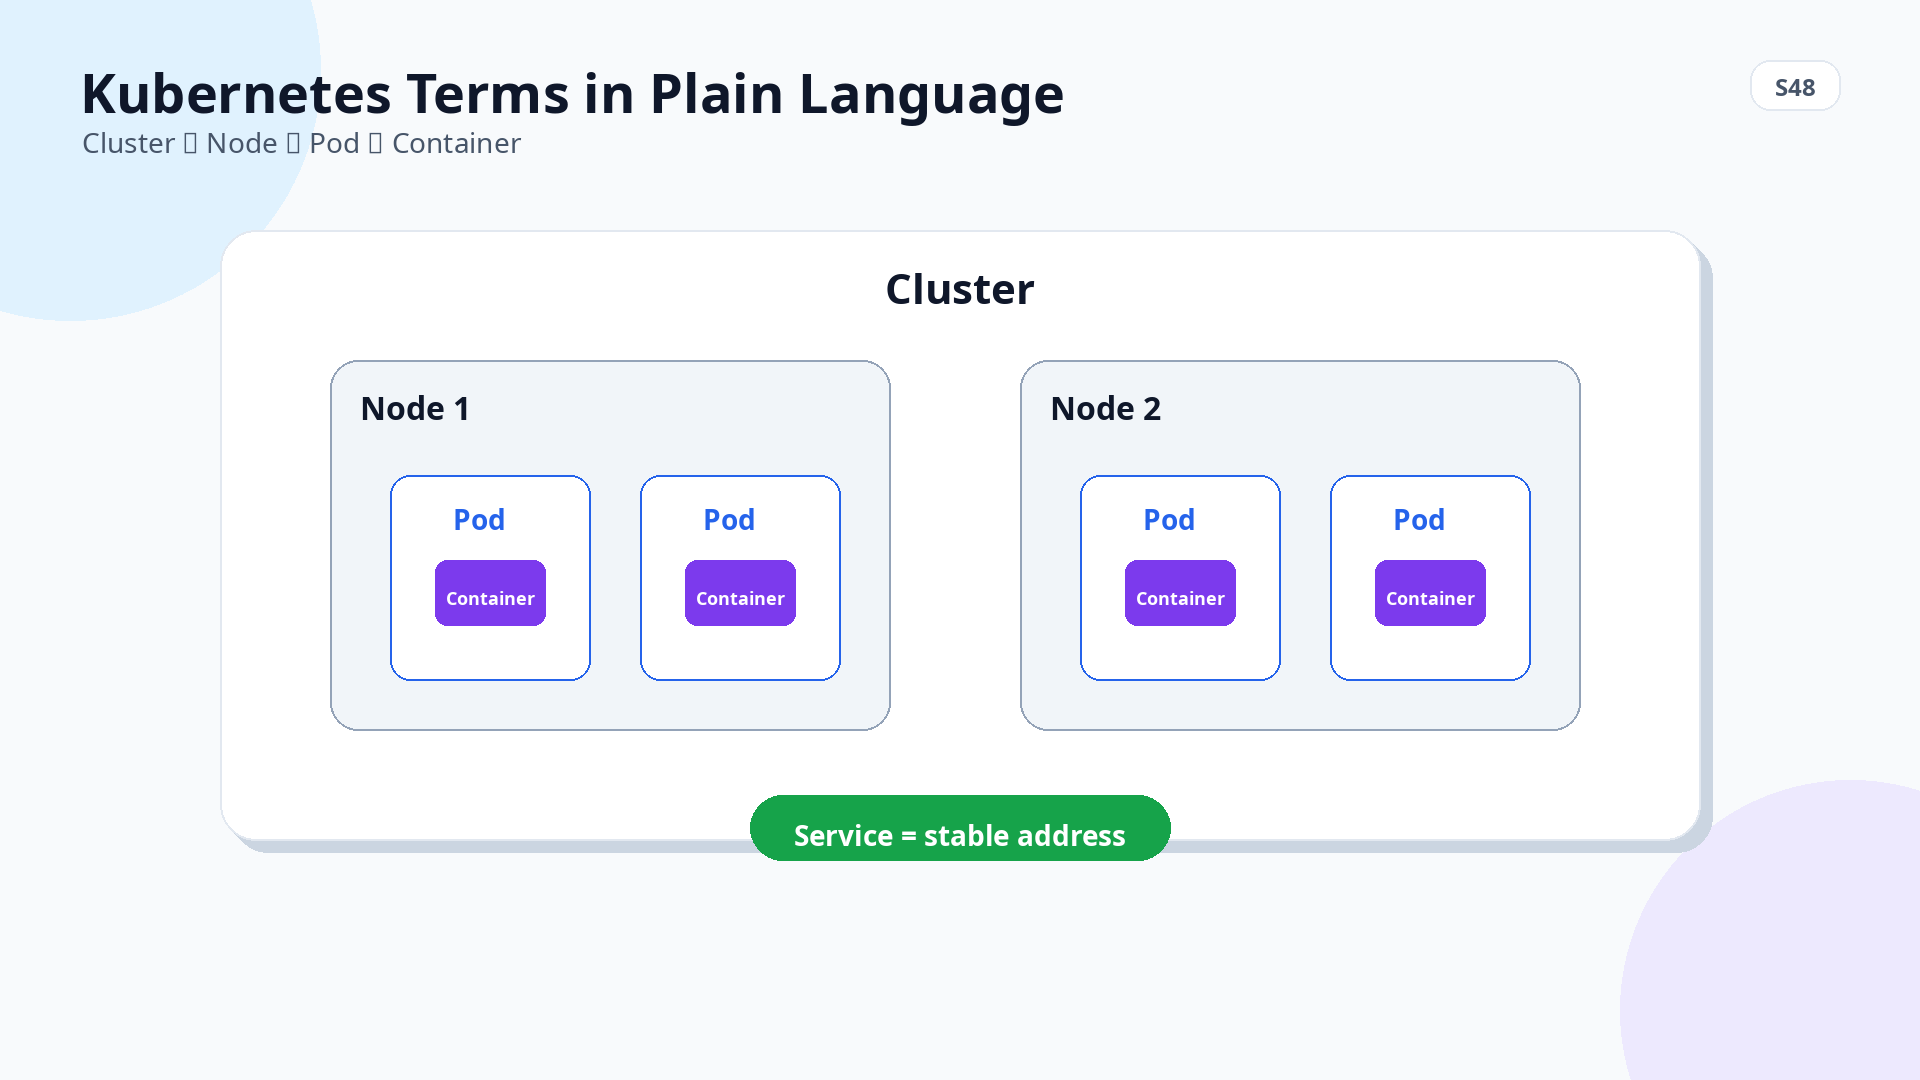 Kubernetes Terms in Plain Language
S48
Cluster ▯ Node ▯ Pod ▯ Container
Cluster
Node 1
Node 2
Pod
Pod
Pod
Pod
Container
Container
Container
Container
Service = stable address